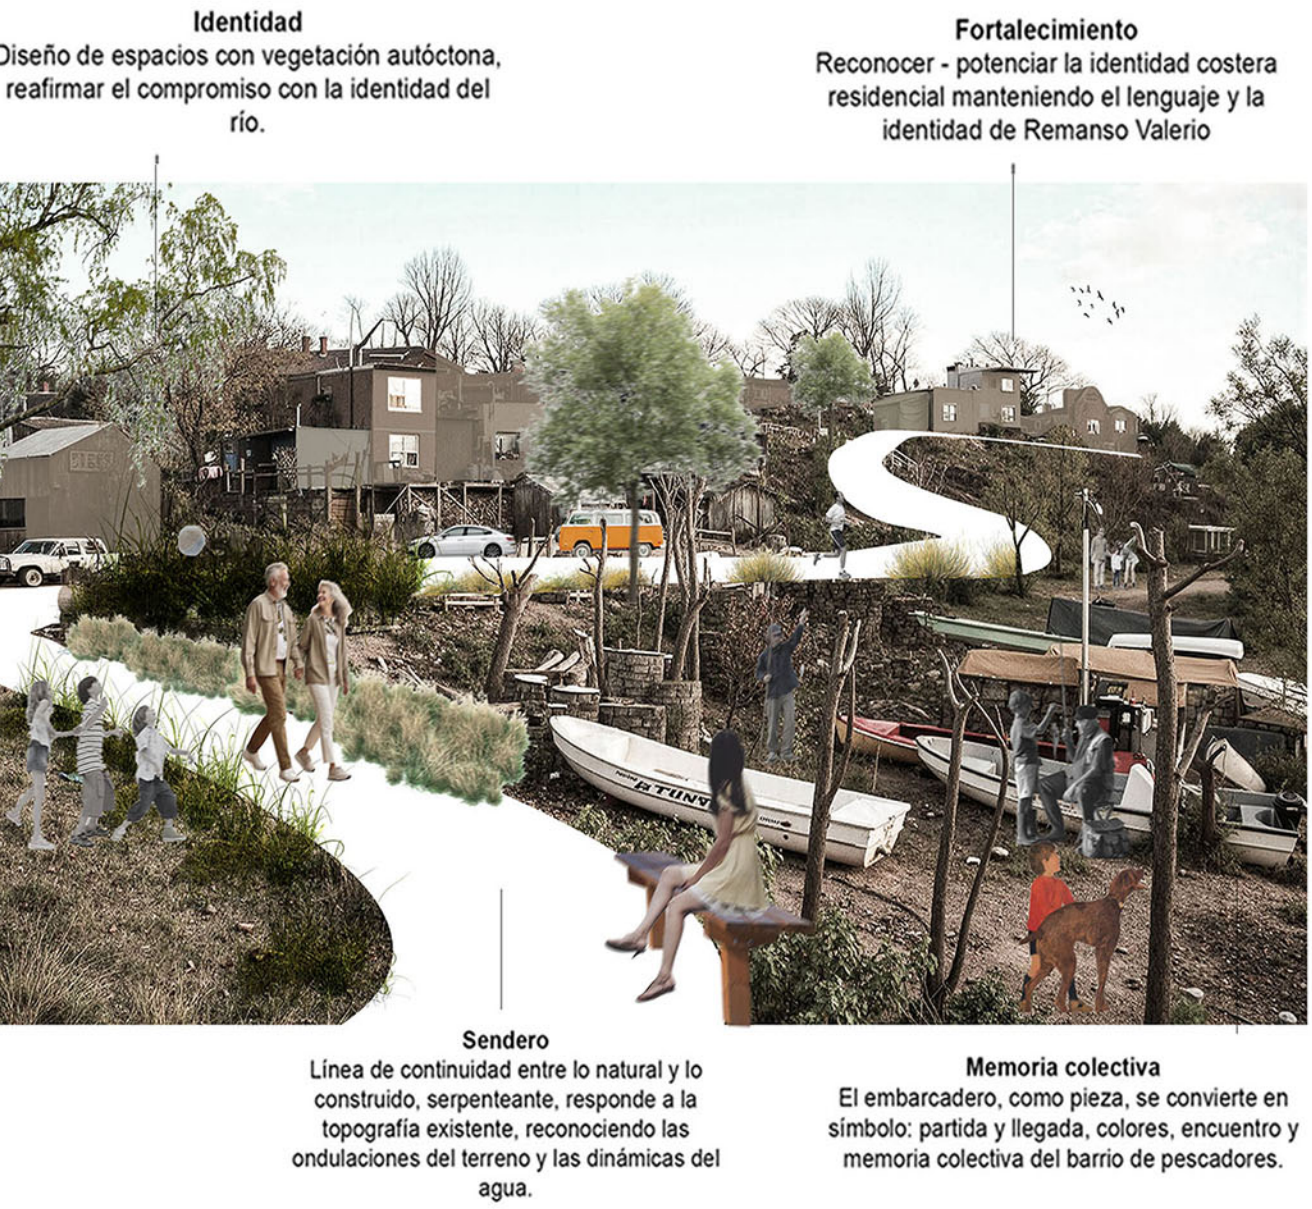 Identidad
Diseño de espacios con vegetación autóctona,
reafirmar el compromiso con la identidad del
río.
Fortalecimiento
Reconocer - potenciar la identidad costera
residencial manteniendo el lenguaje y la
identidad de Remanso Valerio
ATUN
Sendero
Línea de continuidad entre lo natural y lo
construido, serpenteante, responde a la
topografía existente, reconociendo las
ondulaciones del terreno y las dinámicas del
agua.
Memoria colectiva
El embarcadero, como pieza, se convierte en
símbolo: partida y llegada, colores, encuentro y
memoria colectiva del barrio de pescadores.